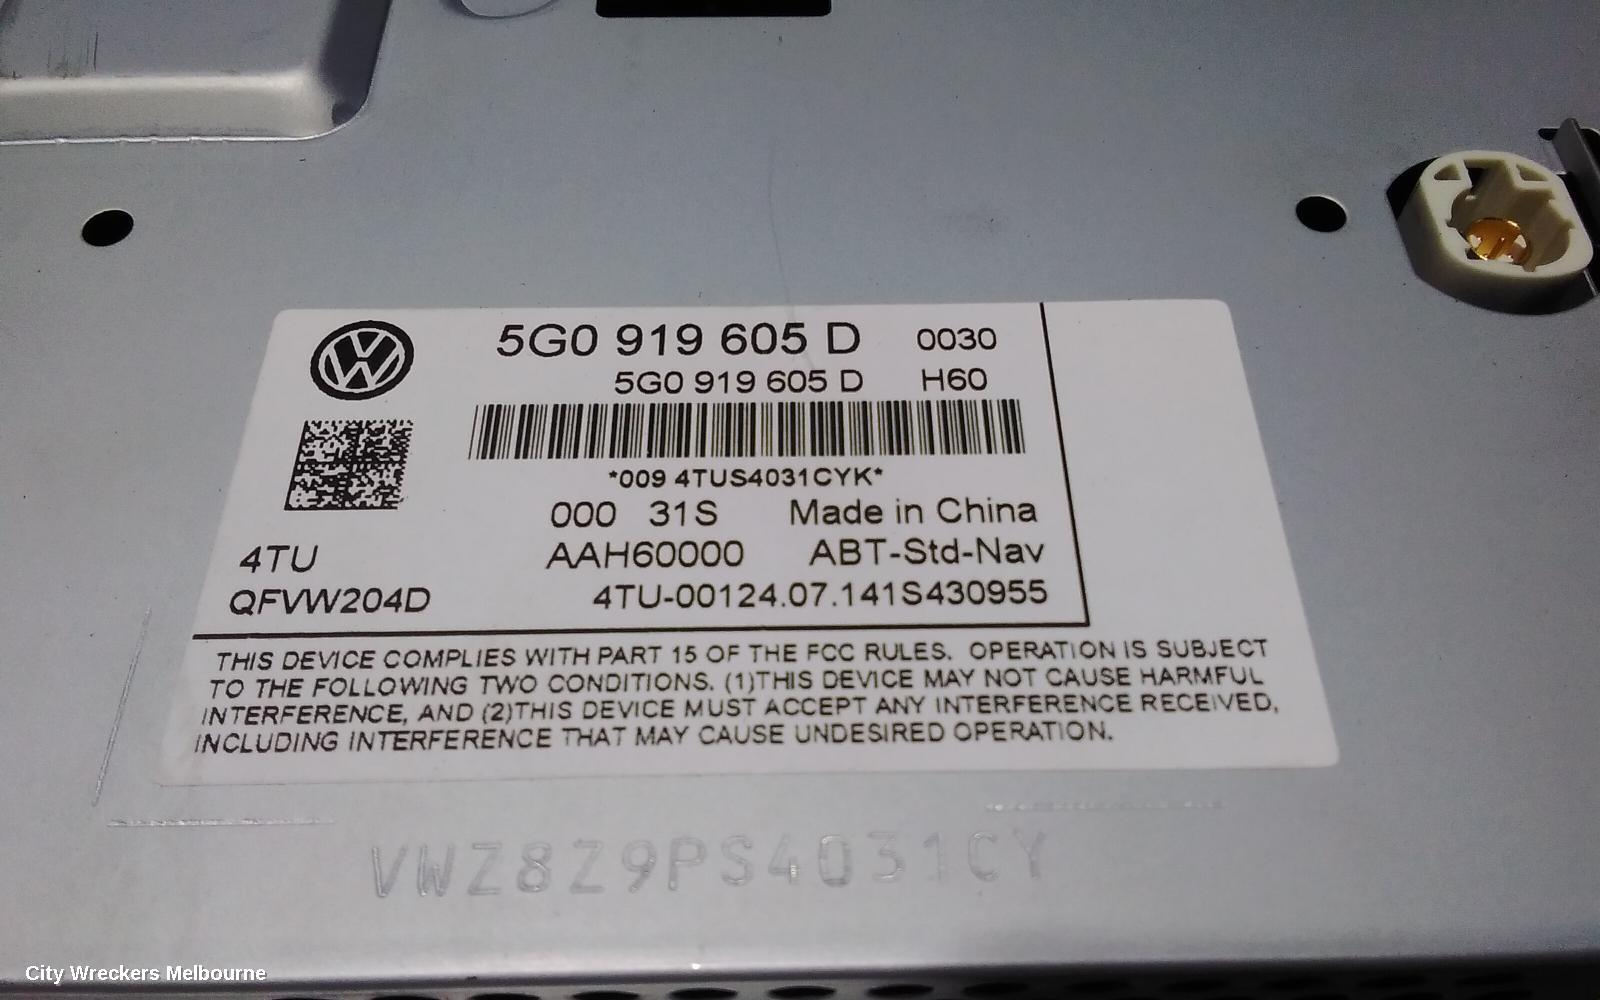 5G0 919 605 D 0030
5G0 919 605 D H60
*009 4TUS4031CYK*
000 31S Made in China
4TU AAH60000 ABT-Std-Nav
QFVW204D 4TU-00124.07.141S430955
THIS DEVICE COMPLIES WITH PART 15 OF THE FCC RULES. OPERATION IS SUBJECT
TO THE FOLLOWING TWO CONDITIONS. (1)THIS DEVICE MAY NOT CAUSE HARMFUL
INTERFERENCE, AND (2)THIS DEVICE MUST ACCEPT ANY INTERFERENCE RECEIVED,
INCLUDING INTERFERENCE THAT MAY CAUSE UNDESIRED OPERATION.
VWZ8Z9PS4031CY
City Wreckers Melbourne